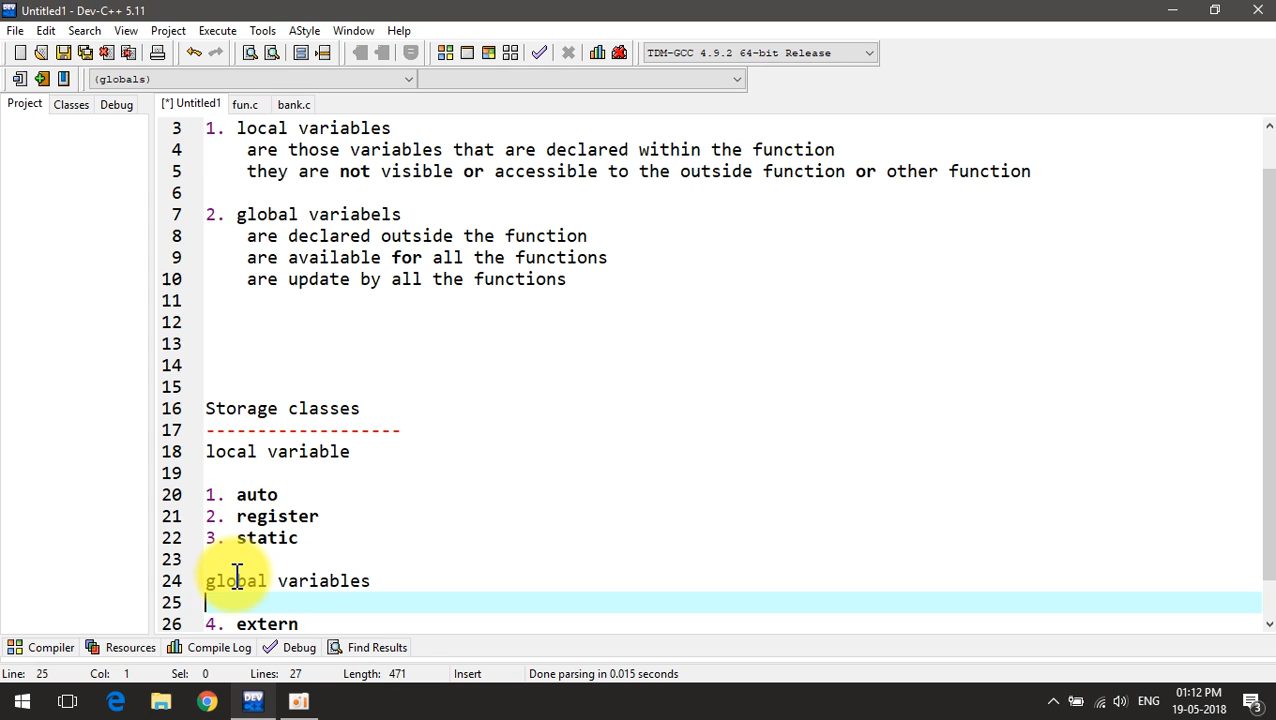 Untitled1 - Dev-C++ 5.11
File Edit Search View Project Execute Tools AStyle Window Help
TDM-GCC 4.9.2 64-bit Release
(globals)
Project Classes Debug [*] Untitled1 fun.c bank.c
3 1. local variables
4 are those variables that are declared within the function
5 they are not visible or accessible to the outside function or other function
6
7 2. global variabels
8 are declared outside the function
9 are available for all the functions
10 are update by all the functions
11
12
13
14
15
16 Storage classes
17 -------------------
18 local variable
19
20 1. auto
21 2. register
22 3. static
23
24 global variables
25
26 4. extern
Compiler Resources Compile Log Debug Find Results
Line: 25 Col: 1 Sel: 0 Lines: 27 Length: 471 Insert Done parsing in 0.015 seconds
DEV
ENG 01:12 PM
19-05-2018
3